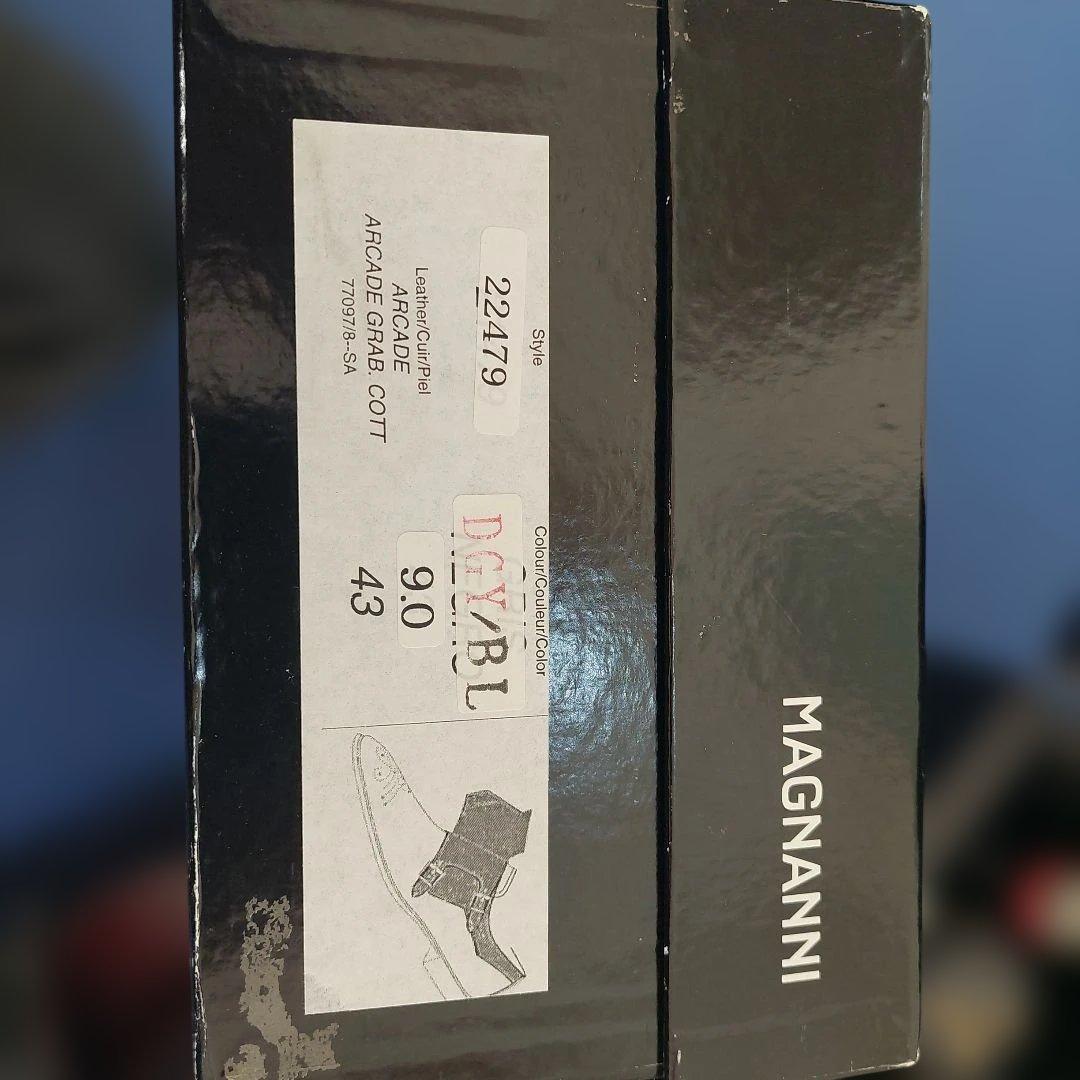 MAGNANNI
Style
22479
Leather/Cuir/Piel
ARCADE
ARCADE GRAB. COTT
77097/8--SA
Colour/Couleur/Color
DGY/BL
9.0
43